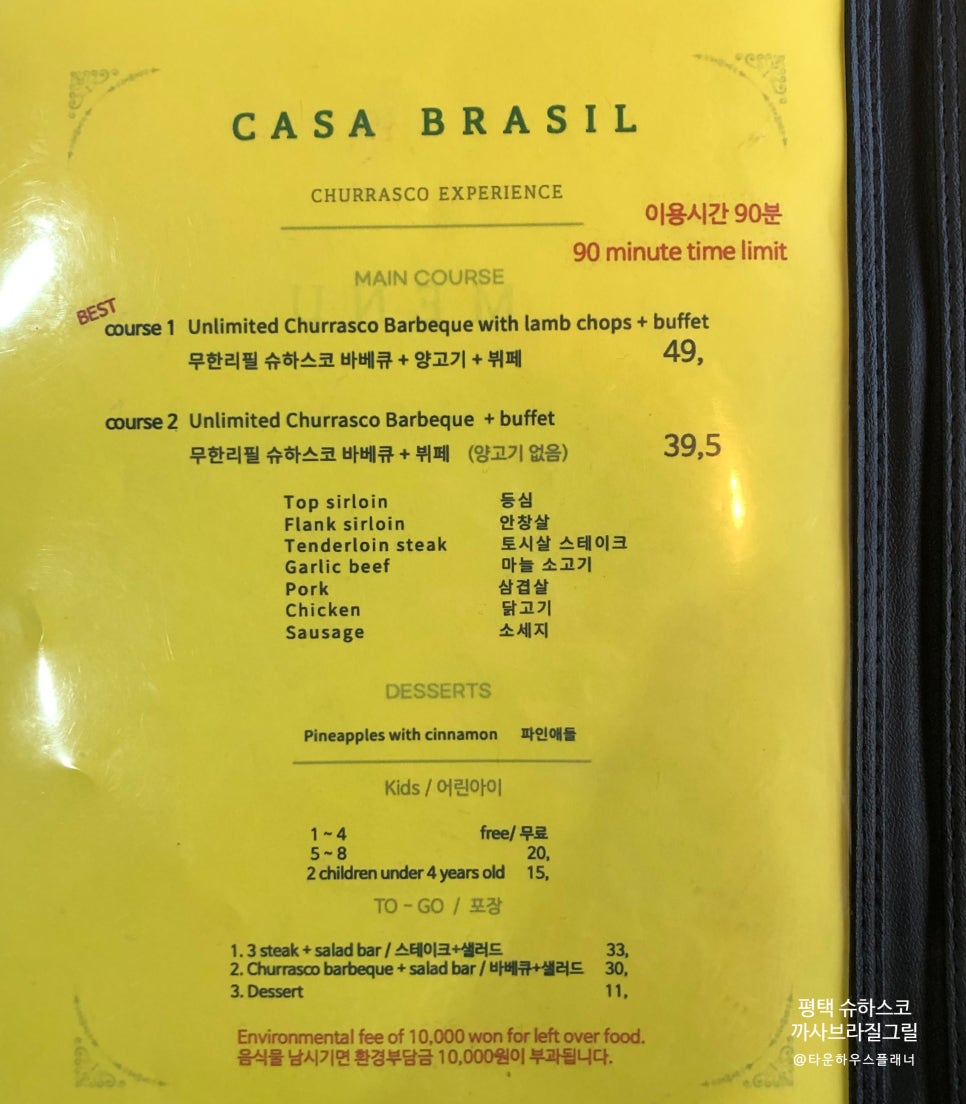 CASA BRASIL
CHURRASCO EXPERIENCE
이용시간 90분
90 minute time limit
MAIN COURSE
BEST
course 1 Unlimited Churrasco Barbeque with lamb chops + buffet
무한리필 슈하스코 바베큐 + 양고기 + 뷔페 49,
course 2 Unlimited Churrasco Barbeque + buffet
무한리필 슈하스코 바베큐 + 뷔페 (양고기 없음) 39,5
Top sirloin 등심
Flank sirloin 안창살
Tenderloin steak 토시살 스테이크
Garlic beef 마늘 소고기
Pork 삼겹살
Chicken 닭고기
Sausage 소세지
DESSERTS
Pineapples with cinnamon 파인애플
Kids / 어린아이
1 ~ 4 free/ 무료
5 ~ 8 20,
2 children under 4 years old 15,
TO - GO / 포장
1. 3 steak + salad bar / 스테이크+샐러드 33,
2. Churrasco barbeque + salad bar / 바베큐+샐러드 30,
3. Dessert 11,
Environmental fee of 10,000 won for left over food.
음식물 남시기면 환경부담금 10,000원이 부과됩니다.
평택 슈하스코
까사브라질그릴
@타운하우스플래너